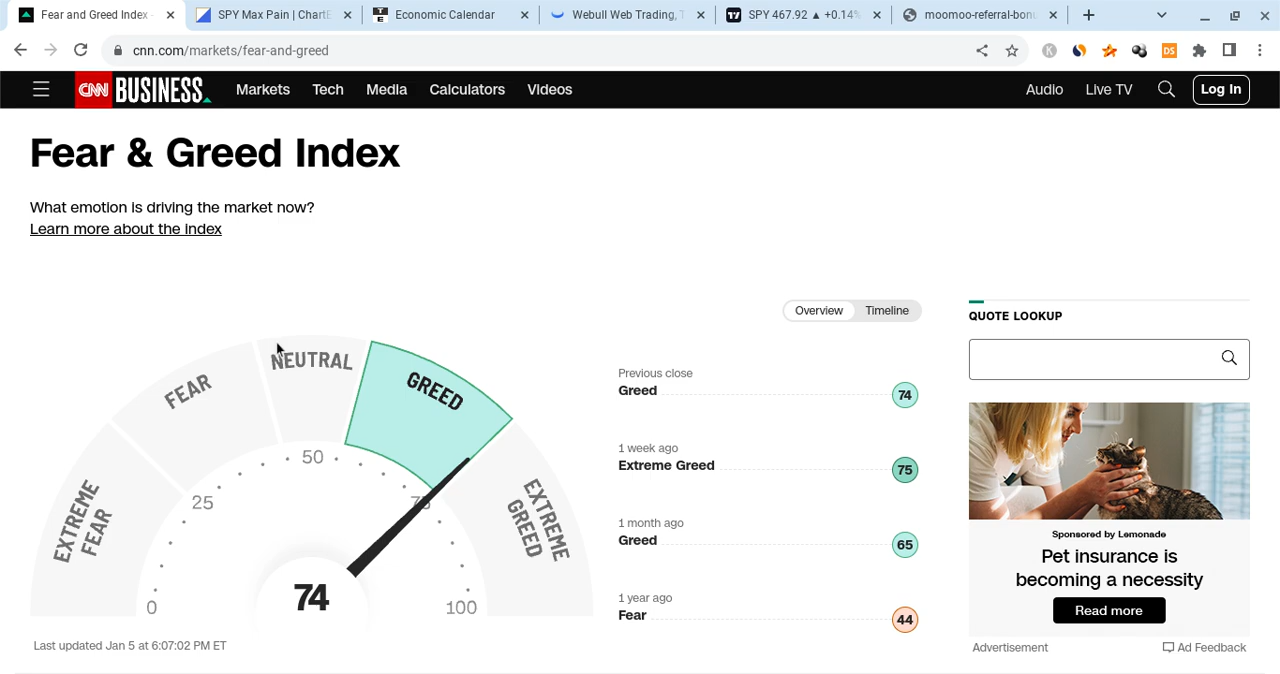 Fear and Greed Index -
SPY Max Pain | ChartE
Economic Calendar
Webull Web Trading, T
SPY 467.92 ▲ +0.14%
moomoo-referral-bonu
cnn.com/markets/fear-and-greed
K
DS
CNN BUSINESS
Markets
Tech
Media
Calculators
Videos
Audio
Live TV
Log In
Fear & Greed Index
What emotion is driving the market now?
Learn more about the index
Overview
Timeline
EXTREME
FEAR
FEAR
NEUTRAL
GREED
EXTREME
GREED
0
25
50
75
100
74
Last updated Jan 5 at 6:07:02 PM ET
Previous close
Greed
74
1 week ago
Extreme Greed
75
1 month ago
Greed
65
1 year ago
Fear
44
QUOTE LOOKUP
Sponsored by Lemonade
Pet insurance is
becoming a necessity
Read more
Advertisement
Ad Feedback